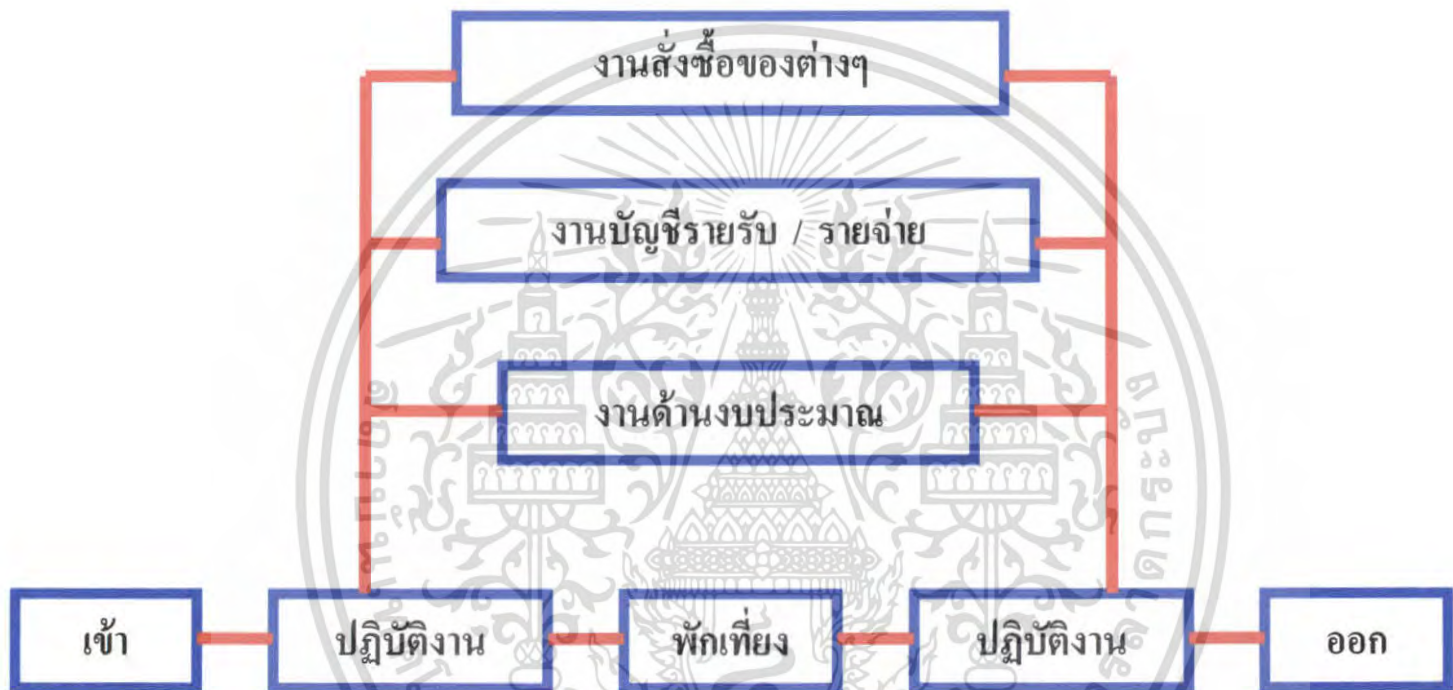 งานสั่งซื้อของต่างๆ
งานบัญชีรายรับ / รายจ่าย
งานด้านงบประมาณ
เข้า
ปฏิบัติงาน
พักเที่ยง
ปฏิบัติงาน
ออก